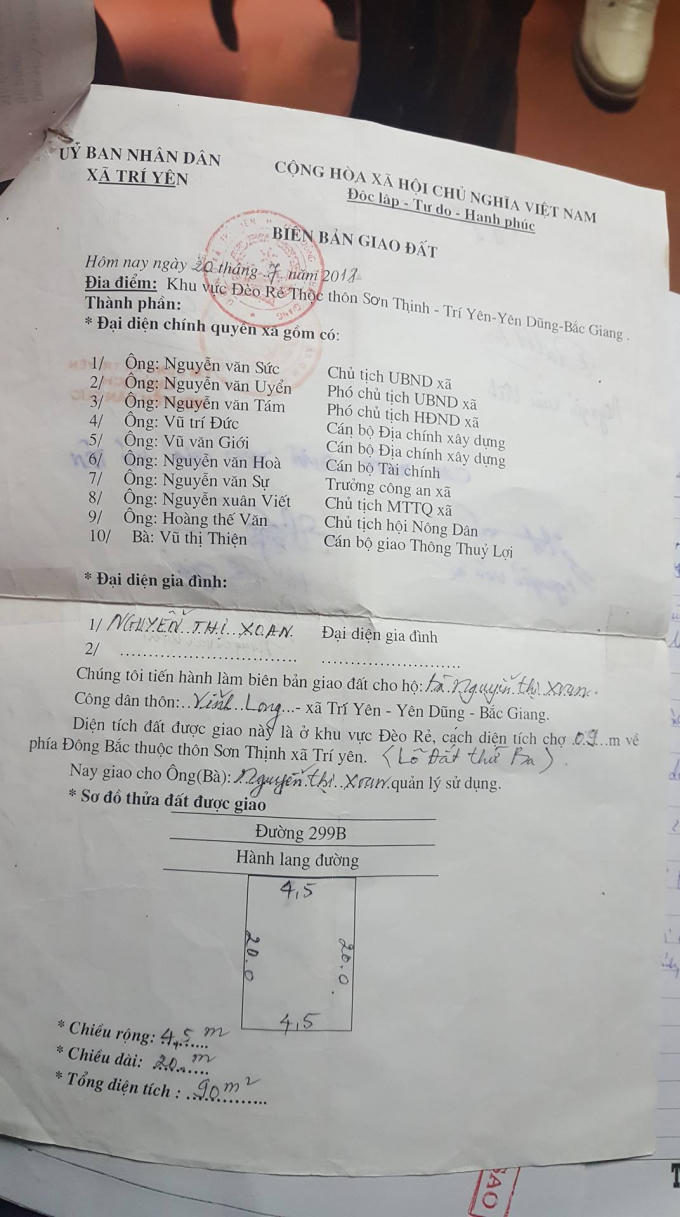 UỶ BAN NHÂN DÂN
XÃ TRÍ YÊN
CỘNG HÒA XÃ HỘI CHỦ NGHĨA VIỆT NAM
Độc lập - Tự do - Hạnh phúc
BIÊN BẢN GIAO ĐẤT
Hôm nay ngày 20 tháng 7 năm 201
Địa điểm: Khu vực Đèo Rẻ Thộc thôn Sơn Thịnh - Trí Yên-Yên Dũng-Bắc Giang .
Thành phần:
* Đại diện chính quyền xã gồm có:
1/ Ông: Nguyễn văn Sức Chủ tịch UBND xã
2/ Ông: Nguyễn văn Uyển Phó chủ tịch UBND xã
3/ Ông: Nguyễn văn Tám Phó chủ tịch HĐND xã
4/ Ông: Vũ trí Đức Cán bộ Địa chính xây dựng
5/ Ông: Vũ văn Giới Cán bộ Địa chính xây dựng
6/ Ông: Nguyễn văn Hoà Cán bộ Tài chính
7/ Ông: Nguyễn văn Sự Trưởng công an xã
8/ Ông: Nguyễn xuân Viết Chủ tịch MTTQ xã
9/ Ông: Hoàng thế Văn Chủ tịch hội Nông Dân
10/ Bà: Vũ thị Thiện Cán bộ giao Thông Thuỷ Lợi
* Đại diện gia đình:
1/ NGUYỄN THỊ XOAN. Đại diện gia đình
2/ ................................ ........................
Chúng tôi tiến hành làm biên bản giao đất cho hộ: Bà Nguyễn thị Xoan.
Công dân thôn: Vĩnh Long - xã Trí Yên - Yên Dũng - Bắc Giang.
Diện tích đất được giao này là ở khu vực Đèo Rẻ, cách diện tích chợ 09 m về
phía Đông Bắc thuộc thôn Sơn Thịnh xã Trí yên. (Lô Đất thứ Ba).
Nay giao cho Ông(Bà): Nguyễn thị Xoan quản lý sử dụng.
* Sơ đồ thửa đất được giao
Đường 299B
Hành lang đường
4,5
20.0 20.0
4,5
* Chiều rộng: 4,5 m
* Chiều dài: 20 m
* Tổng diện tích : 90 m²